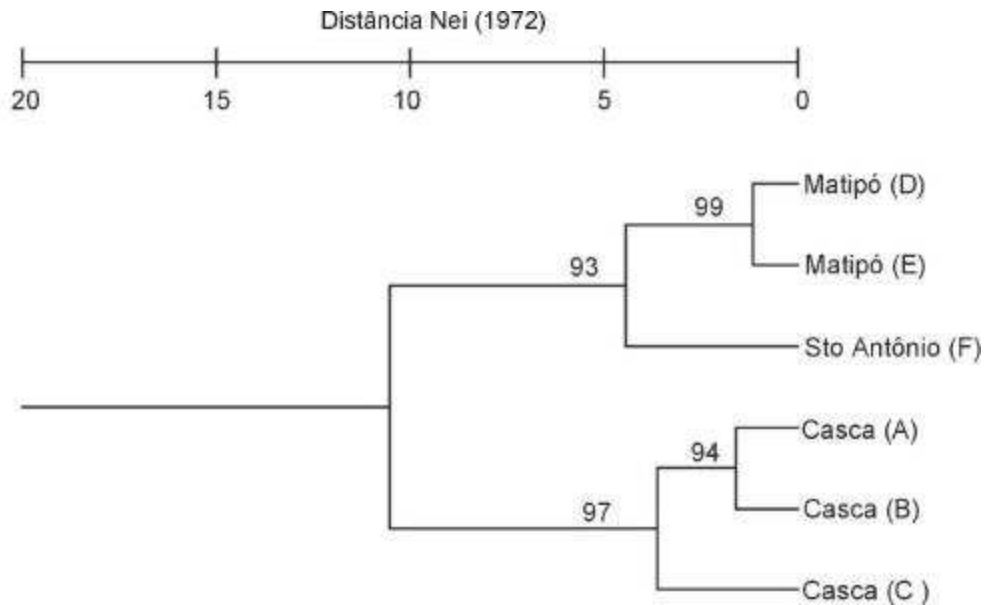 Distância Nei (1972)
20 15 10 5 0
Matipó (D)
99
Matipó (E)
93
Sto Antônio (F)
Casca (A)
94
Casca (B)
97
Casca (C )